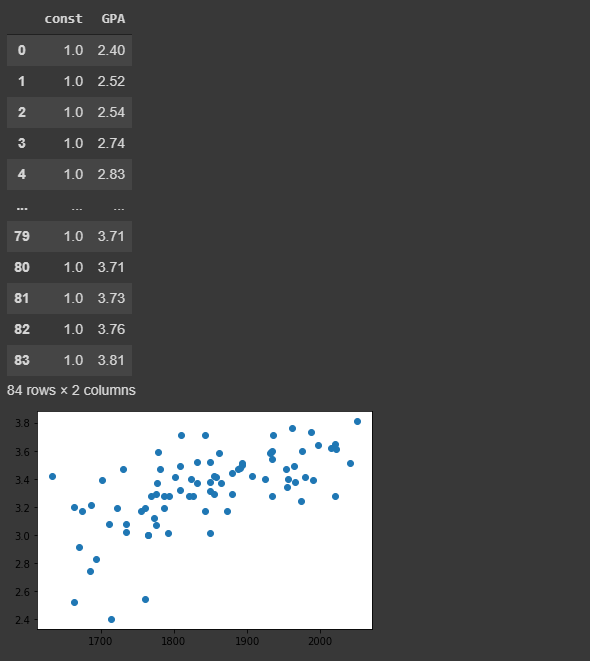 const GPA
0 1.0 2.40
1 1.0 2.52
2 1.0 2.54
3 1.0 2.74
4 1.0 2.83
... ... ...
79 1.0 3.71
80 1.0 3.71
81 1.0 3.73
82 1.0 3.76
83 1.0 3.81
84 rows × 2 columns
3.8
3.6
3.4
3.2
3.0
2.8
2.6
2.4
1700 1800 1900 2000